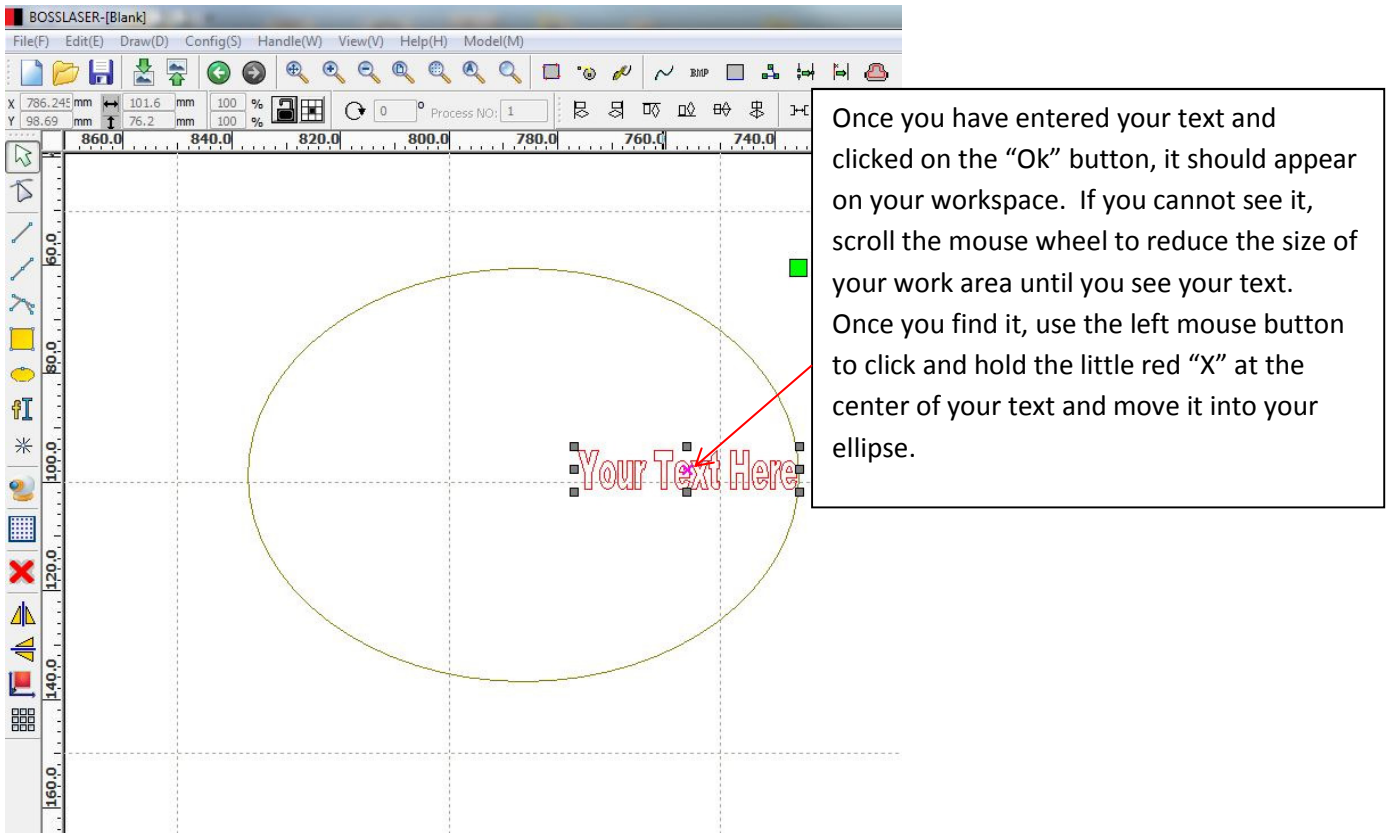 BOSSLASER-[Blank]
File(F) Edit(E) Draw(D) Config(S) Handle(W) View(V) Help(H) Model(M)
BMP
X 786.245 mm 101.6 mm 100 %
Y 98.69 mm 76.2 mm 100 %
0 ° Process NO: 1
860.0 840.0 820.0 800.0 780.0 760.0 740.0
60.0
80.0
100.0
120.0
140.0
160.0
Your Text Here
Once you have entered your text and
clicked on the “Ok” button, it should appear
on your workspace.  If you cannot see it,
scroll the mouse wheel to reduce the size of
your work area until you see your text.
Once you find it, use the left mouse button
to click and hold the little red “X” at the
center of your text and move it into your
ellipse.